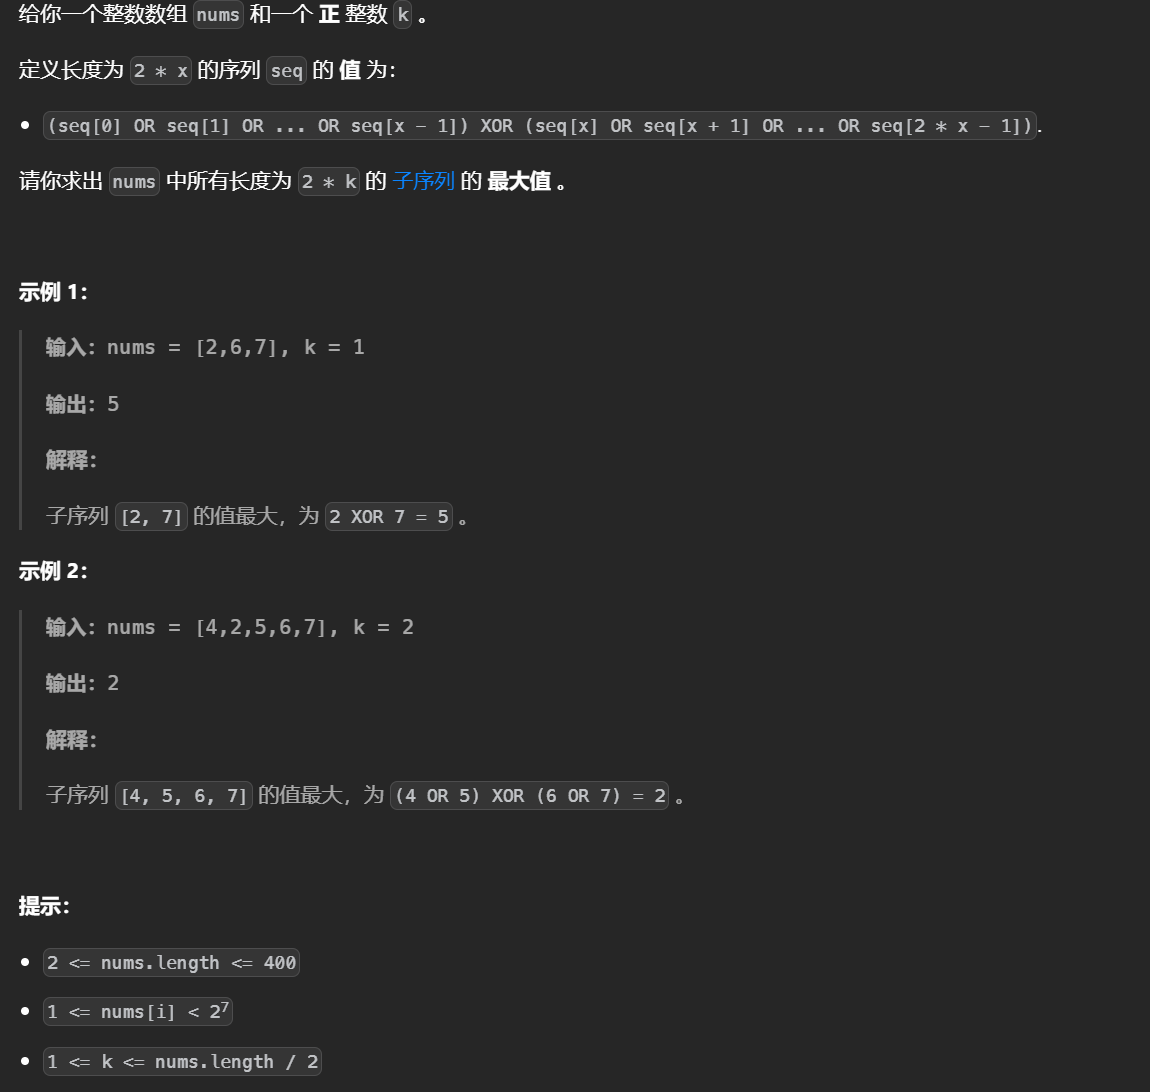 给你一个整数数组 nums 和一个 正 整数 k 。
定义长度为 2 * x 的序列 seq 的 值 为：
• (seq[0] OR seq[1] OR ... OR seq[x - 1]) XOR (seq[x] OR seq[x + 1] OR ... OR seq[2 * x - 1]).
请你求出 nums 中所有长度为 2 * k 的 子序列 的 最大值 。
示例 1：
输入：nums = [2,6,7], k = 1
输出：5
解释：
子序列 [2, 7] 的值最大，为 2 XOR 7 = 5 。
示例 2：
输入：nums = [4,2,5,6,7], k = 2
输出：2
解释：
子序列 [4, 5, 6, 7] 的值最大，为 (4 OR 5) XOR (6 OR 7) = 2 。
提示：
• 2 <= nums.length <= 400
• 1 <= nums[i] < 2⁷
• 1 <= k <= nums.length / 2